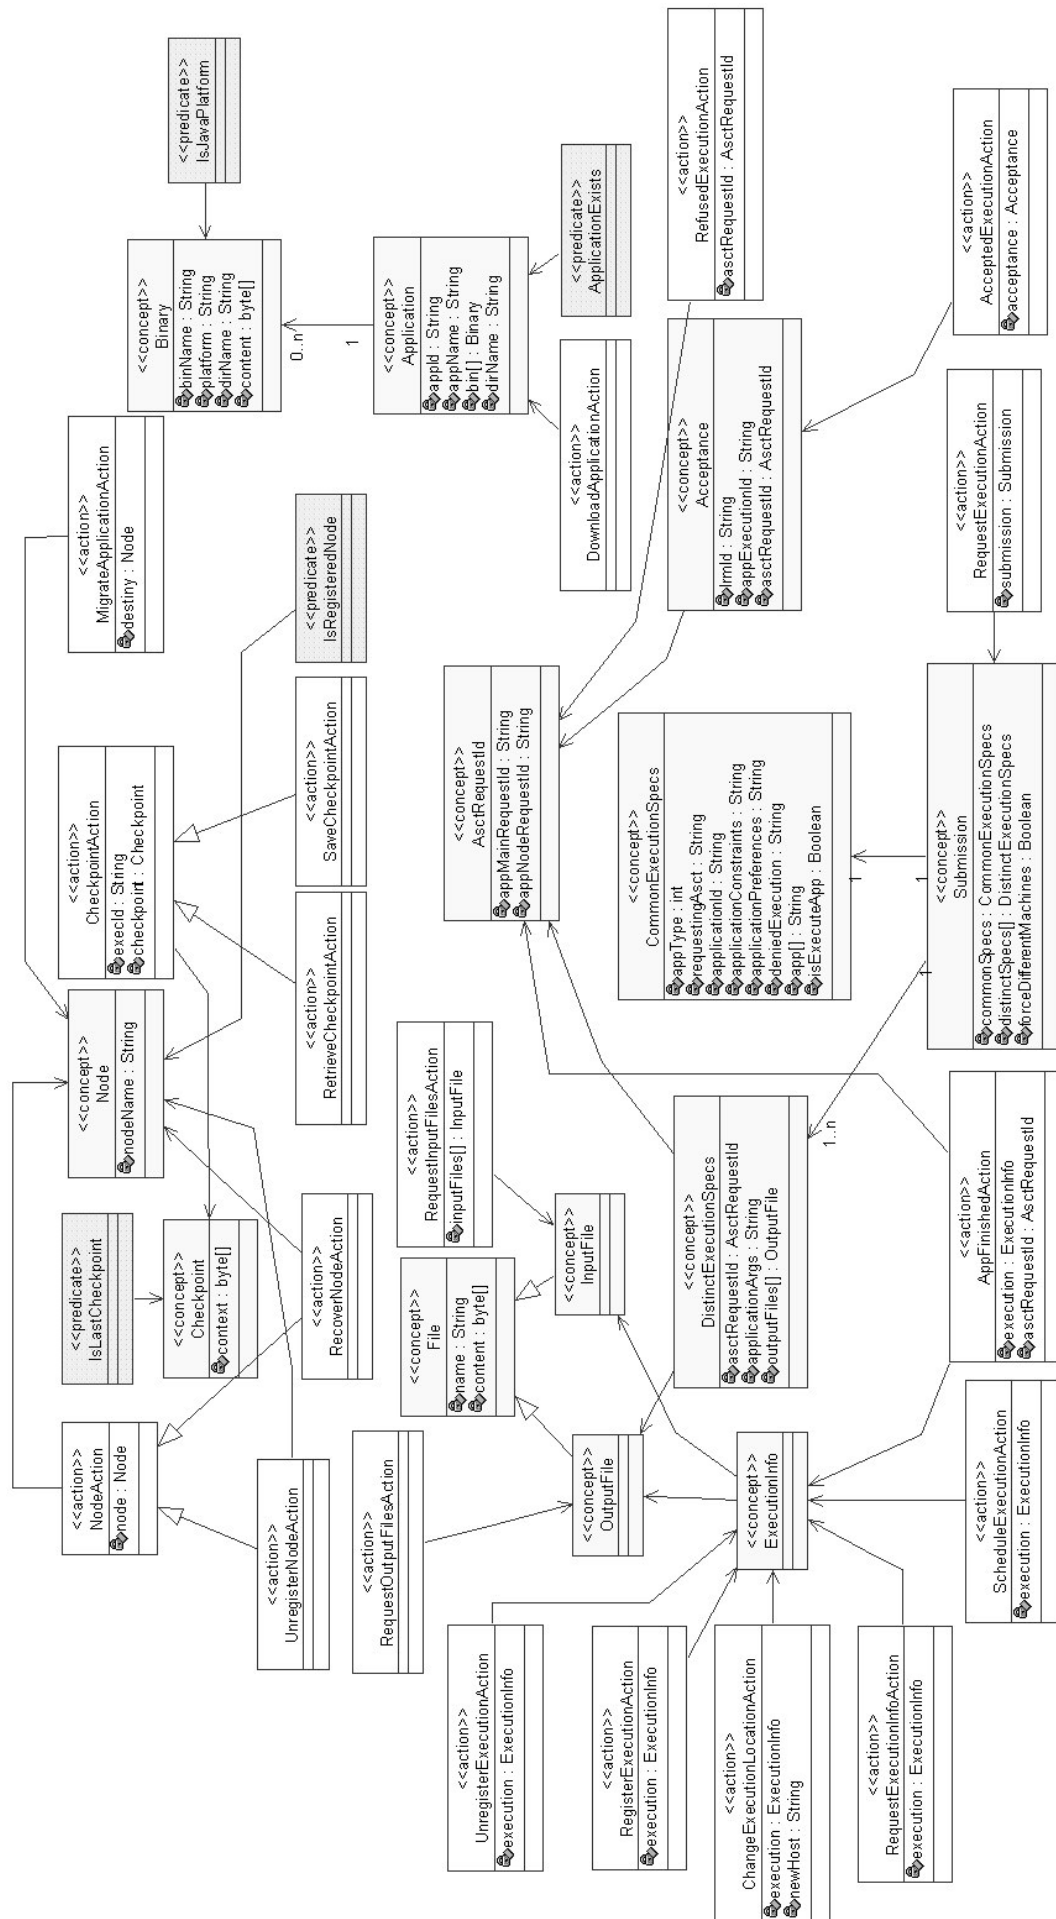 <<action>>
NodeAction
node : Node
<<predicate>>
IsLastCheckpoint
<<concept>>
Node
nodeName : String
<<action>>
CheckpointAction
execId : String
checkpoint : Checkpoint
<<action>>
MigrateApplicationAction
destiny : Node
<<concept>>
Binary
binName : String
platform : String
dirName : String
content : byte[]
<<predicate>>
IsJavaPlatform
<<concept>>
Checkpoint
context : byte[]
<<action>>
UnregisterNodeAction
<<action>>
RecoverNodeAction
<<action>>
RetrieveCheckpointAction
<<action>>
SaveCheckpointAction
<<predicate>>
IsRegisteredNode
0..n
1
<<action>>
RequestOutputFilesAction
<<concept>>
File
name : String
content : byte[]
<<action>>
RequestInputFilesAction
inputFiles[] : InputFile
<<concept>>
Application
appId : String
appName : String
bin[] : Binary
dirName : String
<<action>>
UnregisterExecutionAction
execution : ExecutionInfo
<<concept>>
AsctRequestId
appMainRequestId : String
appNodeRequestId : String
<<action>>
DownloadApplicationAction
<<predicate>>
ApplicationExists
<<concept>>
OutputFile
<<concept>>
InputFile
<<action>>
RegisterExecutionAction
execution : ExecutionInfo
<<concept>>
CommonExecutionSpecs
appType : int
requestingAsct : String
applicationId : String
applicationConstraints : String
applicationPreferences : String
deniedExecution : String
app[] : String
isExecuteApp : Boolean
<<concept>>
Acceptance
lrmId : String
appExecutionId : String
asctRequestId : AsctRequestId
<<action>>
RefusedExecutionAction
asctRequestId : AsctRequestId
<<concept>>
DistinctExecutionSpecs
asctRequestId : AsctRequestId
applicationArgs : String
outputFiles[] : OutputFile
<<action>>
ChangeExecutionLocationAction
execution : ExecutionInfo
newHost : String
<<concept>>
ExecutionInfo
1..n
1
1
1
<<action>>
RequestExecutionInfoAction
execution : ExecutionInfo
<<action>>
ScheduleExecutionAction
execution : ExecutionInfo
<<action>>
AppFinishedAction
execution : ExecutionInfo
asctRequestId : AsctRequestId
<<concept>>
Submission
commonSpecs : CommonExecutionSpecs
distinctSpecs[] : DistinctExecutionSpecs
forceDifferentMachines : Boolean
<<action>>
RequestExecutionAction
submission : Submission
<<action>>
AcceptedExecutionAction
acceptance : Acceptance